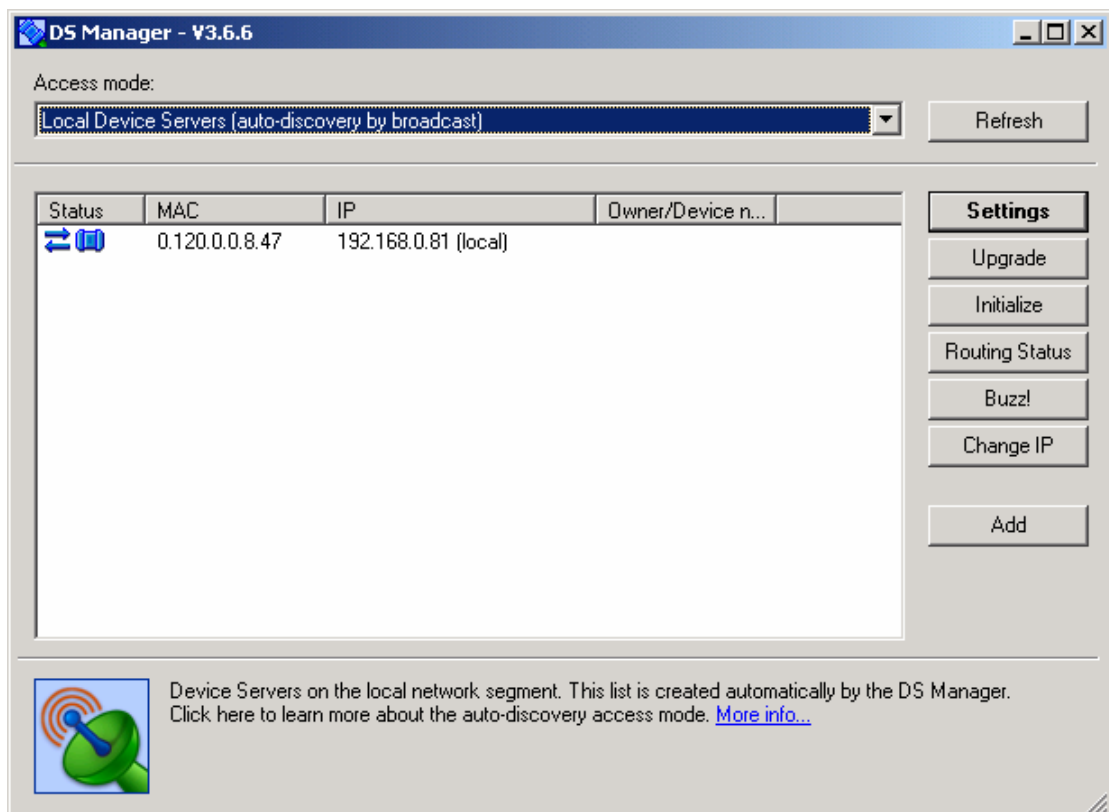 DS Manager - V3.6.6
Access mode:
Local Device Servers (auto-discovery by broadcast)
Refresh
Status MAC IP Owner/Device n...
0.120.0.0.8.47 192.168.0.81 (local)
Settings
Upgrade
Initialize
Routing Status
Buzz!
Change IP
Add
Device Servers on the local network segment. This list is created automatically by the DS Manager.
Click here to learn more about the auto-discovery access mode. More info...